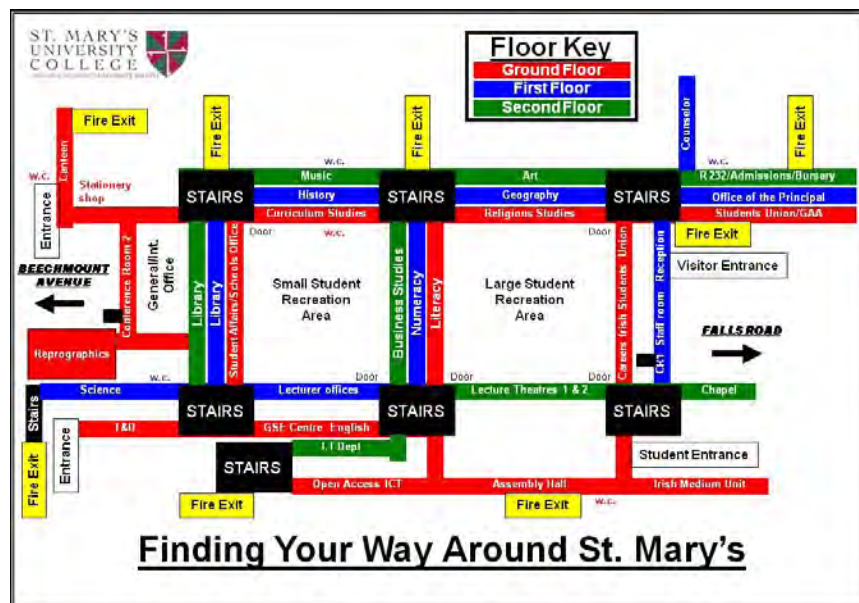 ST. MARY'S
UNIVERSITY
COLLEGE
Floor Key
Ground Floor
First Floor
Second Floor
Fire Exit
Fire Exit
Fire Exit
Counselor
Fire Exit
w.c.
w.c.
Canteen
w.c.
Stationery
shop
Entrance
STAIRS
Music
History
Curriculum Studies
STAIRS
Art
Geography
Religious Studies
STAIRS
R232/Admissions/Bursary
Office of the Principal
Students Union/GAA
Door
w.c.
Door
Fire Exit
Visitor Entrance
BEECHMOUNT
AVENUE
Conference Room 2
General/Int.
Office
Library
Library
Student Affairs/Schools Office
Small Student
Recreation
Area
Business Studies
Numeracy
Literacy
Large Student
Recreation
Area
Careers Irish Students Union
CR1 Staff room Reception
FALLS ROAD
Reprographics
w.c.
Door
Door
Door
Stairs
Science
STAIRS
Lecturer offices
STAIRS
Lecture Theatres 1 & 2
STAIRS
Chapel
Fire Exit
Entrance
GSE Centre English
I.T Dept
STAIRS
Student Entrance
Open Access ICT
Assembly Hall
Irish Medium Unit
Fire Exit
Fire Exit
w.c.
Finding Your Way Around St. Mary's